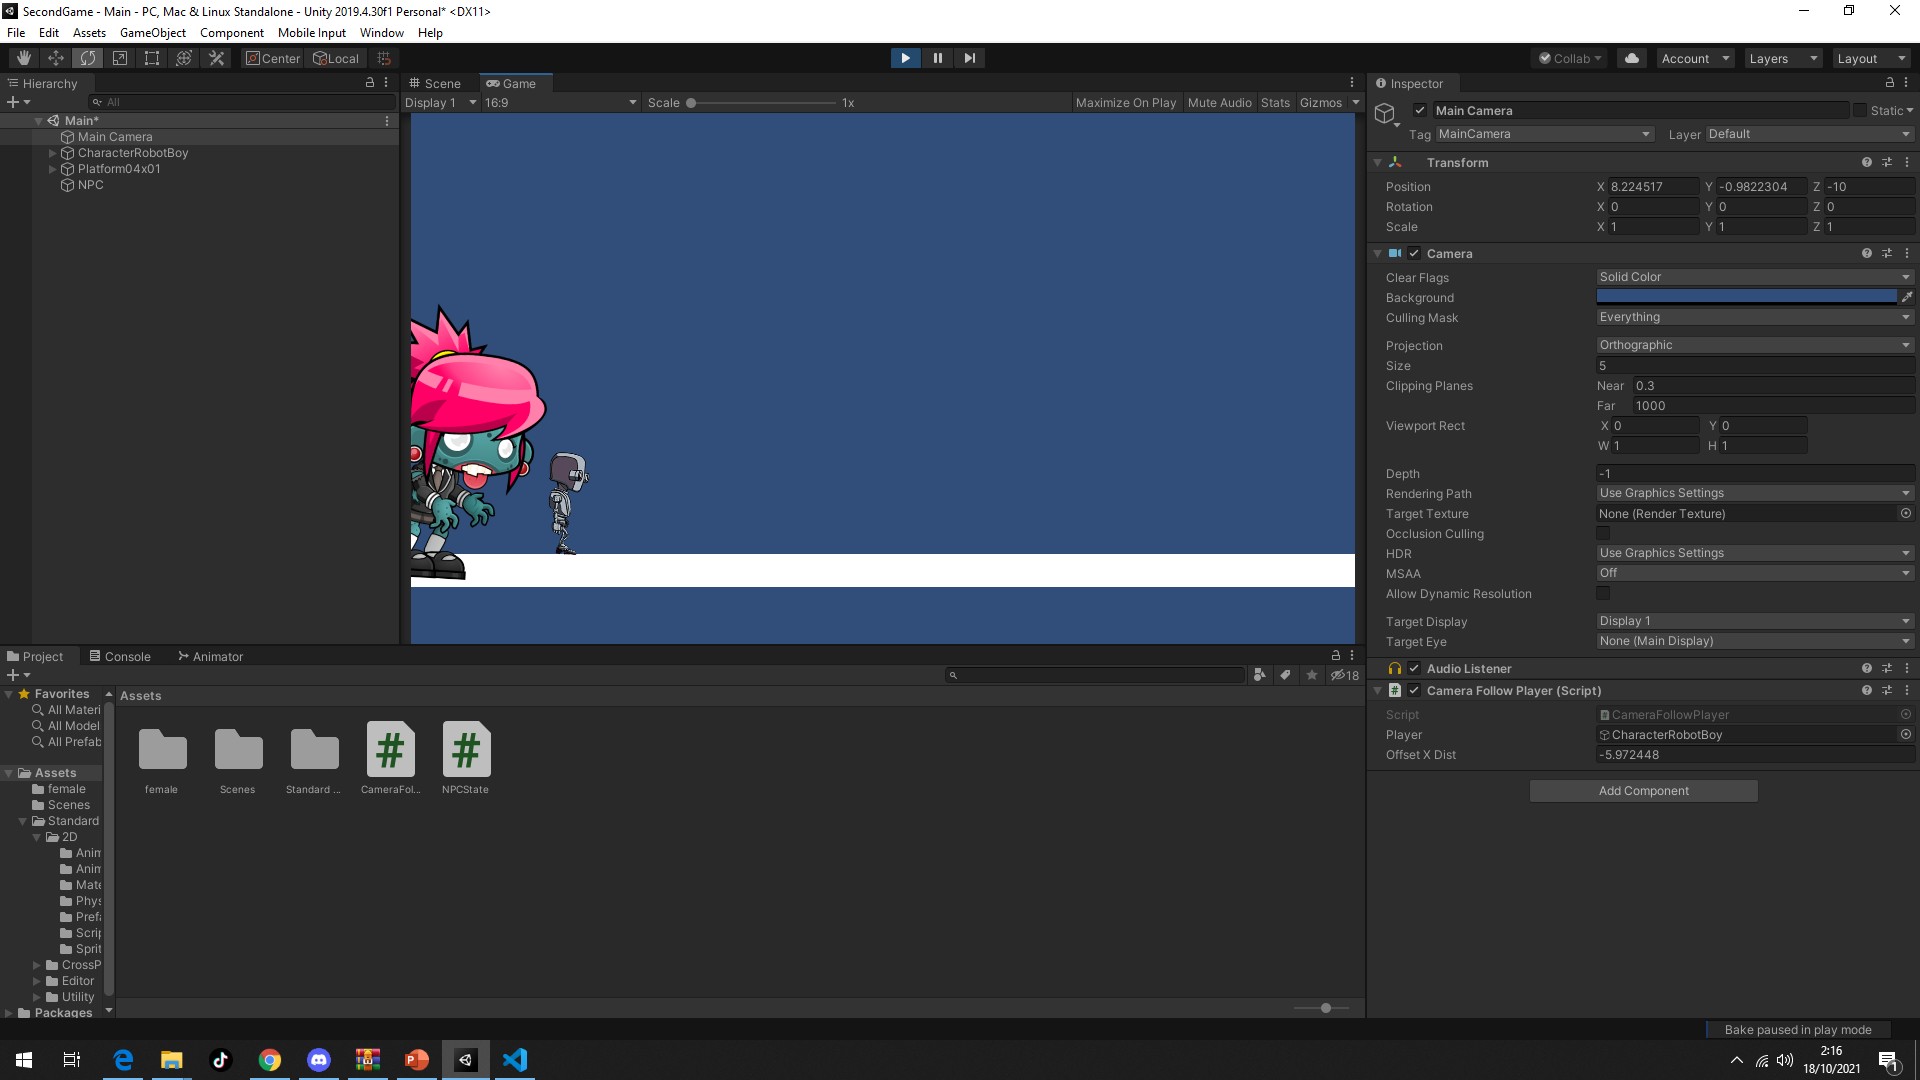 SecondGame - Main - PC, Mac & Linux Standalone - Unity 2019.4.30f1 Personal* <DX11>
File Edit Assets GameObject Component Mobile Input Window Help
Center Local Collab Account Layers Layout
Hierarchy
All
Main*
Main Camera
CharacterRobotBoy
Platform04x01
NPC
Scene Game
Display 1 16:9 Scale 1x Maximize On Play Mute Audio Stats Gizmos
Inspector
Main Camera Static
Tag MainCamera Layer Default
Transform
Position X 8.224517 Y -0.9822304 Z -10
Rotation X 0 Y 0 Z 0
Scale X 1 Y 1 Z 1
Camera
Clear Flags Solid Color
Background
Culling Mask Everything
Projection Orthographic
Size 5
Clipping Planes Near 0.3
Far 1000
Viewport Rect X 0 Y 0
W 1 H 1
Depth -1
Rendering Path Use Graphics Settings
Target Texture None (Render Texture)
Occlusion Culling
HDR Use Graphics Settings
MSAA Off
Allow Dynamic Resolution
Target Display Display 1
Target Eye None (Main Display)
Audio Listener
Camera Follow Player (Script)
Script CameraFollowPlayer
Player CharacterRobotBoy
Offset X Dist -5.972448
Add Component
Project Console Animator
18
Favorites
All Materi
All Model
All Prefab
Assets
female
Scenes
Standard
2D
Anim
Anim
Mate
Phys
Prefa
Scrip
Sprit
CrossP
Editor
Utility
Packages
Assets
female Scenes Standard ... CameraFol... NPCState
Bake paused in play mode
2:16
18/10/2021
1